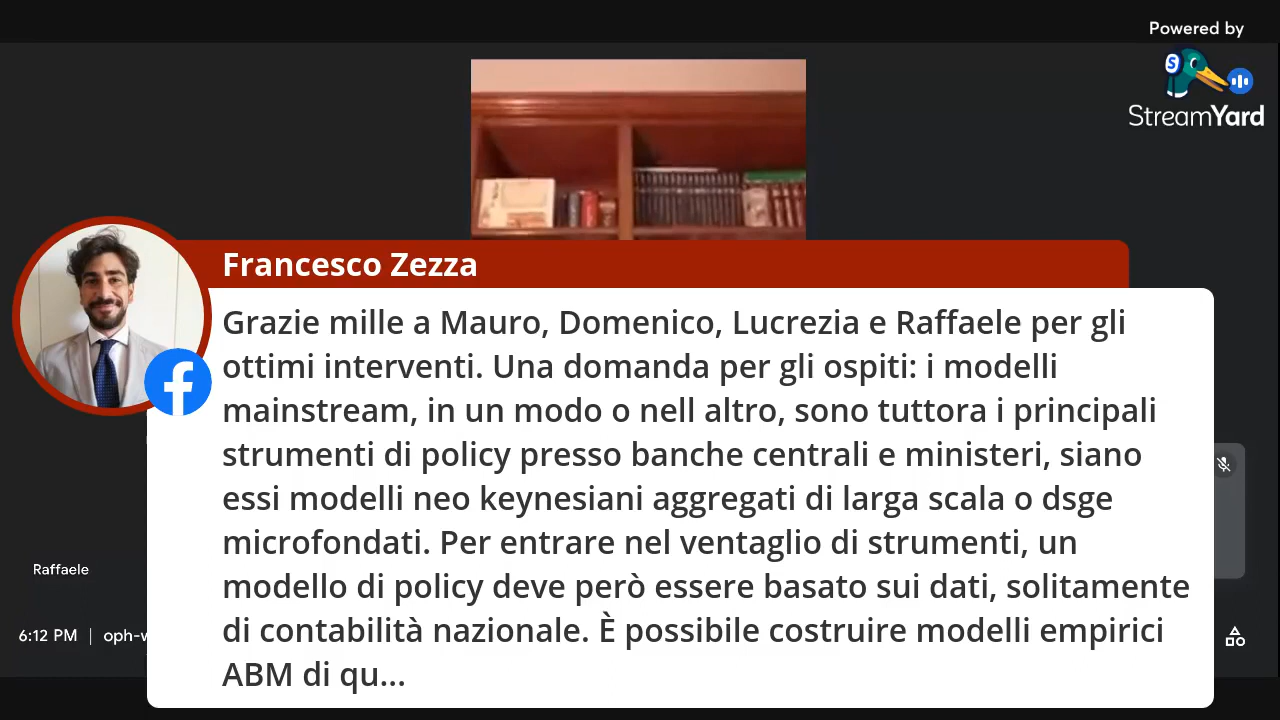 Powered by
StreamYard
Francesco Zezza
Grazie mille a Mauro, Domenico, Lucrezia e Raffaele per gli
ottimi interventi. Una domanda per gli ospiti: i modelli
mainstream, in un modo o nell altro, sono tuttora i principali
strumenti di policy presso banche centrali e ministeri, siano
essi modelli neo keynesiani aggregati di larga scala o dsge
microfondati. Per entrare nel ventaglio di strumenti, un
modello di policy deve però essere basato sui dati, solitamente
di contabilità nazionale. È possibile costruire modelli empirici
ABM di qu...
Raffaele
6:12 PM | oph-